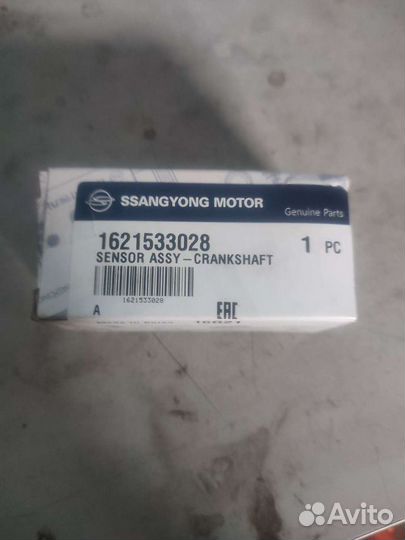 SSANGYONG MOTOR
Genuine Parts
1621533028
1 PC
SENSOR ASSY-CRANKSHAFT
1621533028
A
EAC
Avito